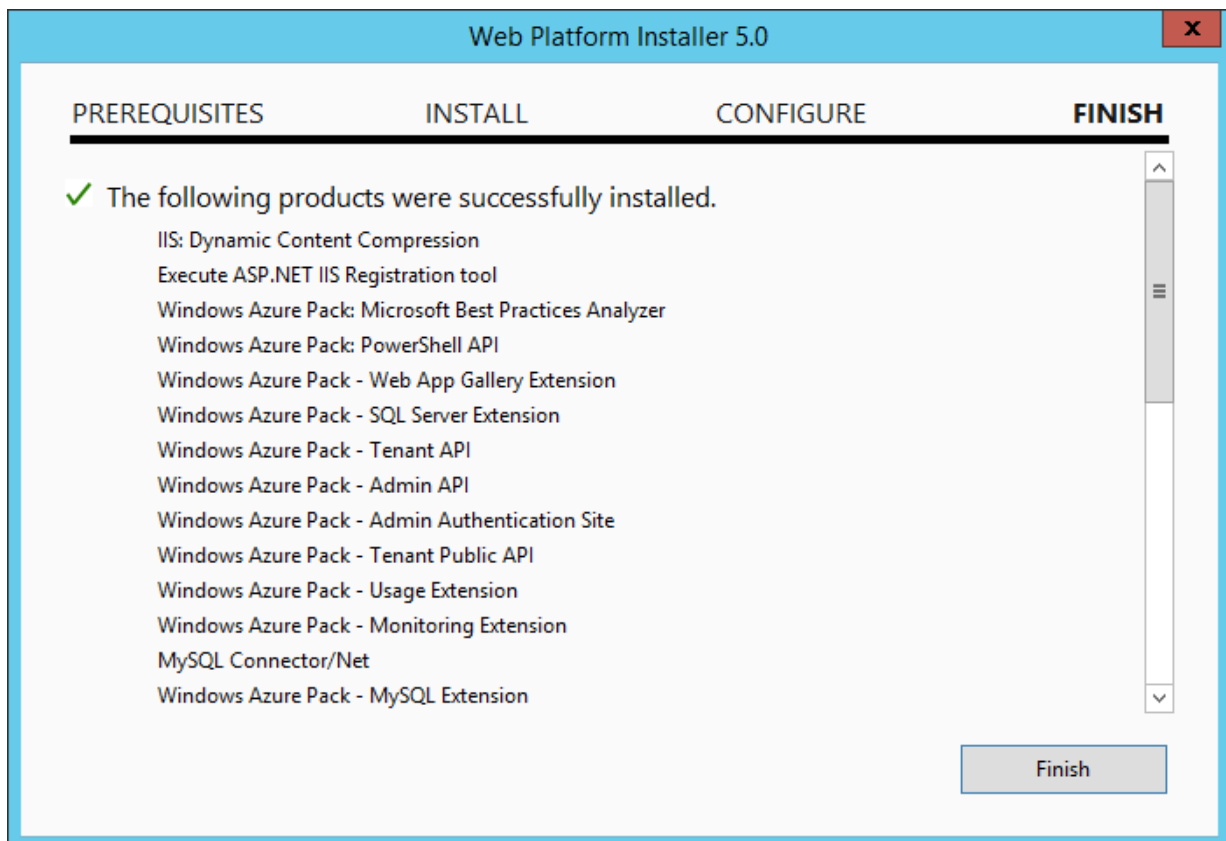 Web Platform Installer 5.0
x
PREREQUISITES INSTALL CONFIGURE FINISH
The following products were successfully installed.
IIS: Dynamic Content Compression
Execute ASP.NET IIS Registration tool
Windows Azure Pack: Microsoft Best Practices Analyzer
Windows Azure Pack: PowerShell API
Windows Azure Pack - Web App Gallery Extension
Windows Azure Pack - SQL Server Extension
Windows Azure Pack - Tenant API
Windows Azure Pack - Admin API
Windows Azure Pack - Admin Authentication Site
Windows Azure Pack - Tenant Public API
Windows Azure Pack - Usage Extension
Windows Azure Pack - Monitoring Extension
MySQL Connector/Net
Windows Azure Pack - MySQL Extension
Finish